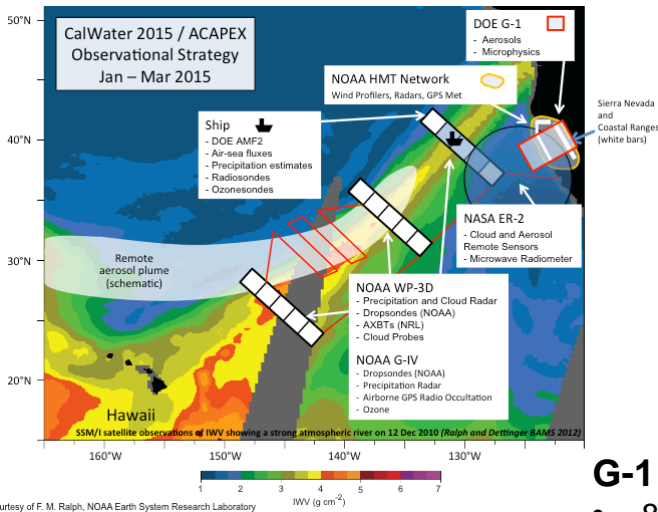 CalWater 2015 / ACAPEX
Observational Strategy
Jan – Mar 2015
DOE G-1
- Aerosols
- Microphysics
NOAA HMT Network
Wind Profilers, Radars, GPS Met
Sierra Nevada
and
Coastal Ranges
(white bars)
Ship
- DOE AMF2
- Air-sea fluxes
- Precipitation estimates
- Radiosondes
- Ozonesondes
NASA ER-2
- Cloud and Aerosol
Remote Sensors
- Microwave Radiometer
Remote
aerosol plume
(schematic)
NOAA WP-3D
- Precipitation and Cloud Radar
- Dropsondes (NOAA)
- AXBTs (NRL)
- Cloud Probes
NOAA G-IV
- Dropsondes (NOAA)
- Precipitation Radar
- Airborne GPS Radio Occultation
- Ozone
Hawaii
SSM/I satellite observations of IWV showing a strong atmospheric river on 12 Dec 2010 (Ralph and Dettinger BAMS 2012)
50°N
40°N
30°N
20°N
160°W 150°W 140°W 130°W
1 2 3 4 5 6 7
IWV (g cm⁻²)
urtesy of F. M. Ralph, NOAA Earth System Research Laboratory
G-1